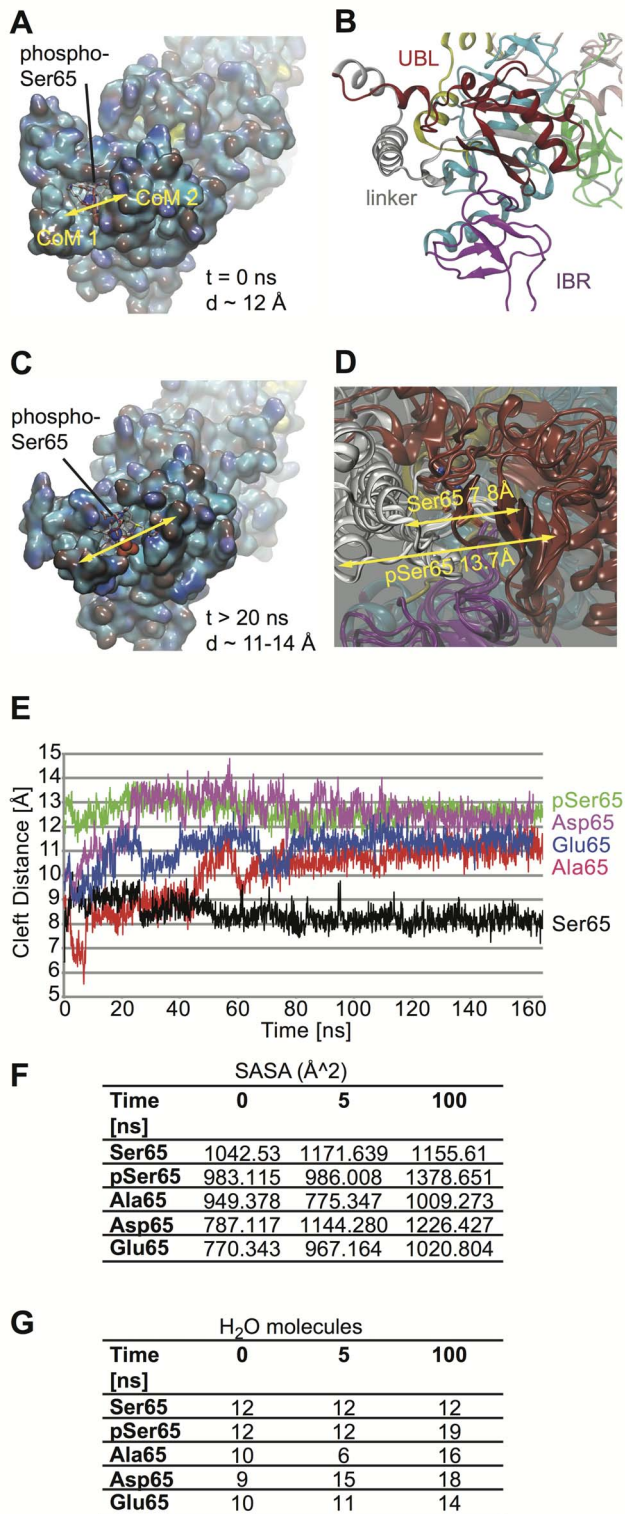 A
phospho-
Ser65
CoM 1
CoM 2
t = 0 ns
d ~ 12 Å
B
UBL
linker
IBR
C
phospho-
Ser65
t > 20 ns
d ~ 11-14 Å
D
Ser65 7.8Å
pSer65 13.7Å
E
Cleft Distance [Å]
15
14
13
12
11
10
9
8
7
6
5
0 20 40 60 80 100 120 140 160
Time [ns]
pSer65
Asp65
Glu65
Ala65
Ser65
F
SASA (Å^2)
Time [ns] 0 5 100
Ser65 1042.53 1171.639 1155.61
pSer65 983.115 986.008 1378.651
Ala65 949.378 775.347 1009.273
Asp65 787.117 1144.280 1226.427
Glu65 770.343 967.164 1020.804
G
H₂O molecules
Time [ns] 0 5 100
Ser65 12 12 12
pSer65 12 12 19
Ala65 10 6 16
Asp65 9 15 18
Glu65 10 11 14